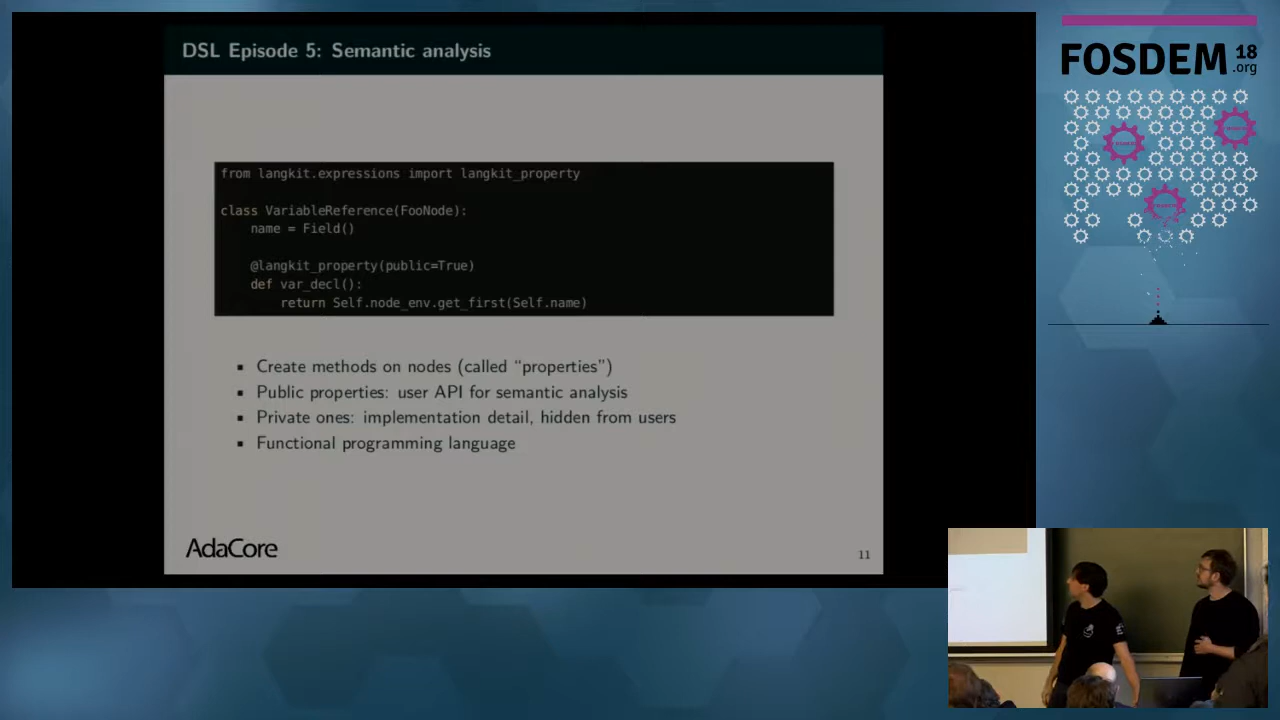 DSL Episode 5: Semantic analysis
from langkit.expressions import langkit_property
class VariableReference(FooNode):
name = Field()
@langkit_property(public=True)
def var_decl():
return Self.node_env.get_first(Self.name)
▪ Create methods on nodes (called “properties”)
▪ Public properties: user API for semantic analysis
▪ Private ones: implementation detail, hidden from users
▪ Functional programming language
AdaCore
11
FOSDEM 18
.org